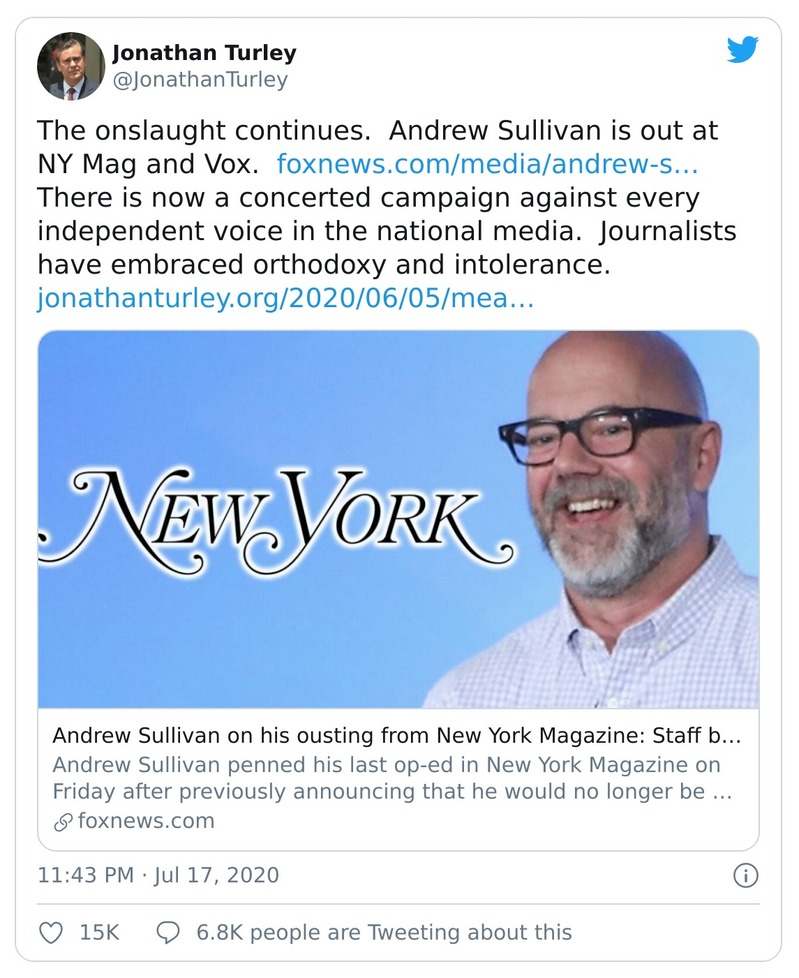 Jonathan Turley
@JonathanTurley
The onslaught continues.  Andrew Sullivan is out at
NY Mag and Vox.  foxnews.com/media/andrew-s…
There is now a concerted campaign against every
independent voice in the national media.  Journalists
have embraced orthodoxy and intolerance.
jonathanturley.org/2020/06/05/mea…
NEW YORK
Andrew Sullivan on his ousting from New York Magazine: Staff b…
Andrew Sullivan penned his last op-ed in New York Magazine on
Friday after previously announcing that he would no longer be …
foxnews.com
11:43 PM · Jul 17, 2020
15K 6.8K people are Tweeting about this